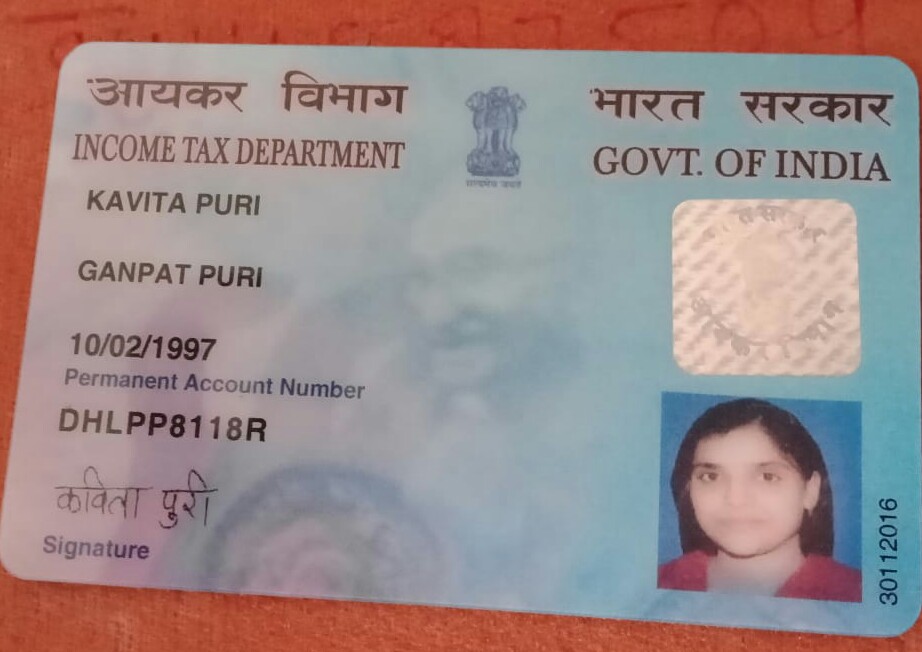 आयकर विभाग
INCOME TAX DEPARTMENT
सत्यमेव जयते
भारत सरकार
GOVT. OF INDIA
KAVITA PURI
GANPAT PURI
10/02/1997
Permanent Account Number
DHLPP8118R
कविता पुरी
Signature
30112016